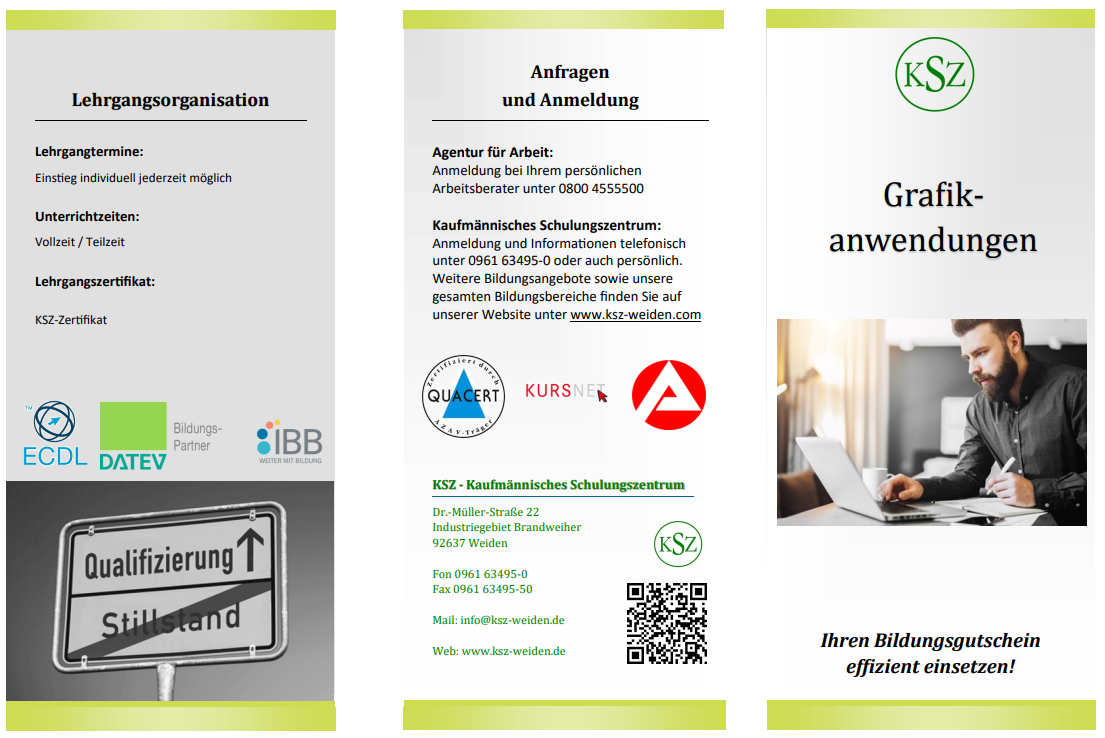 Lehrgangsorganisation
Lehrgangtermine:
Einstieg individuell jederzeit möglich
Unterrichtzeiten:
Vollzeit / Teilzeit
Lehrgangszertifikat:
KSZ-Zertifikat
TM
ECDL
DATEV
Bildungs-
Partner
iBB
WEITER MIT BILDUNG
Qualifizierung
Stillstand
Anfragen
und Anmeldung
Agentur für Arbeit:
Anmeldung bei Ihrem persönlichen
Arbeitsberater unter 0800 4555500
Kaufmännisches Schulungszentrum:
Anmeldung und Informationen telefonisch
unter 0961 63495-0 oder auch persönlich.
Weitere Bildungsangebote sowie unsere
gesamten Bildungsbereiche finden Sie auf
unserer Website unter www.ksz-weiden.com
Zertifiziert durch
QUACERT
AZAV-Träger
KURSNET
KSZ - Kaufmännisches Schulungszentrum
Dr.-Müller-Straße 22
Industriegebiet Brandweiher
92637 Weiden
KSZ
Fon 0961 63495-0
Fax 0961 63495-50
Mail: info@ksz-weiden.de
Web: www.ksz-weiden.de
KSZ
Grafik-
anwendungen
Ihren Bildungsgutschein
effizient einsetzen!